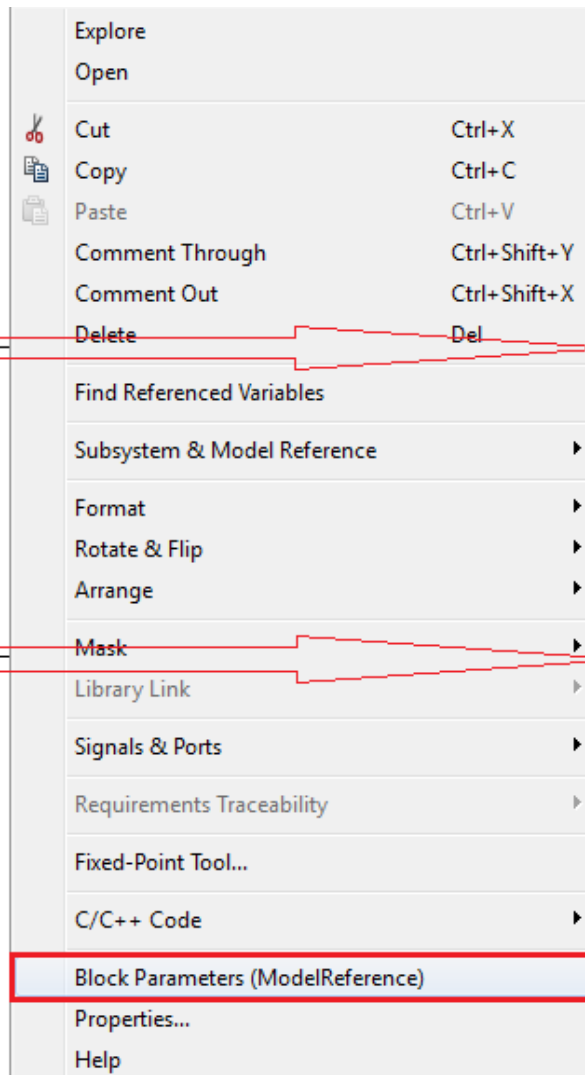 Explore
Open
Cut Ctrl+X
Copy Ctrl+C
Paste Ctrl+V
Comment Through Ctrl+Shift+Y
Comment Out Ctrl+Shift+X
Delete Del
Find Referenced Variables
Subsystem & Model Reference
Format
Rotate & Flip
Arrange
Mask
Library Link
Signals & Ports
Requirements Traceability
Fixed-Point Tool...
C/C++ Code
Block Parameters (ModelReference)
Properties...
Help